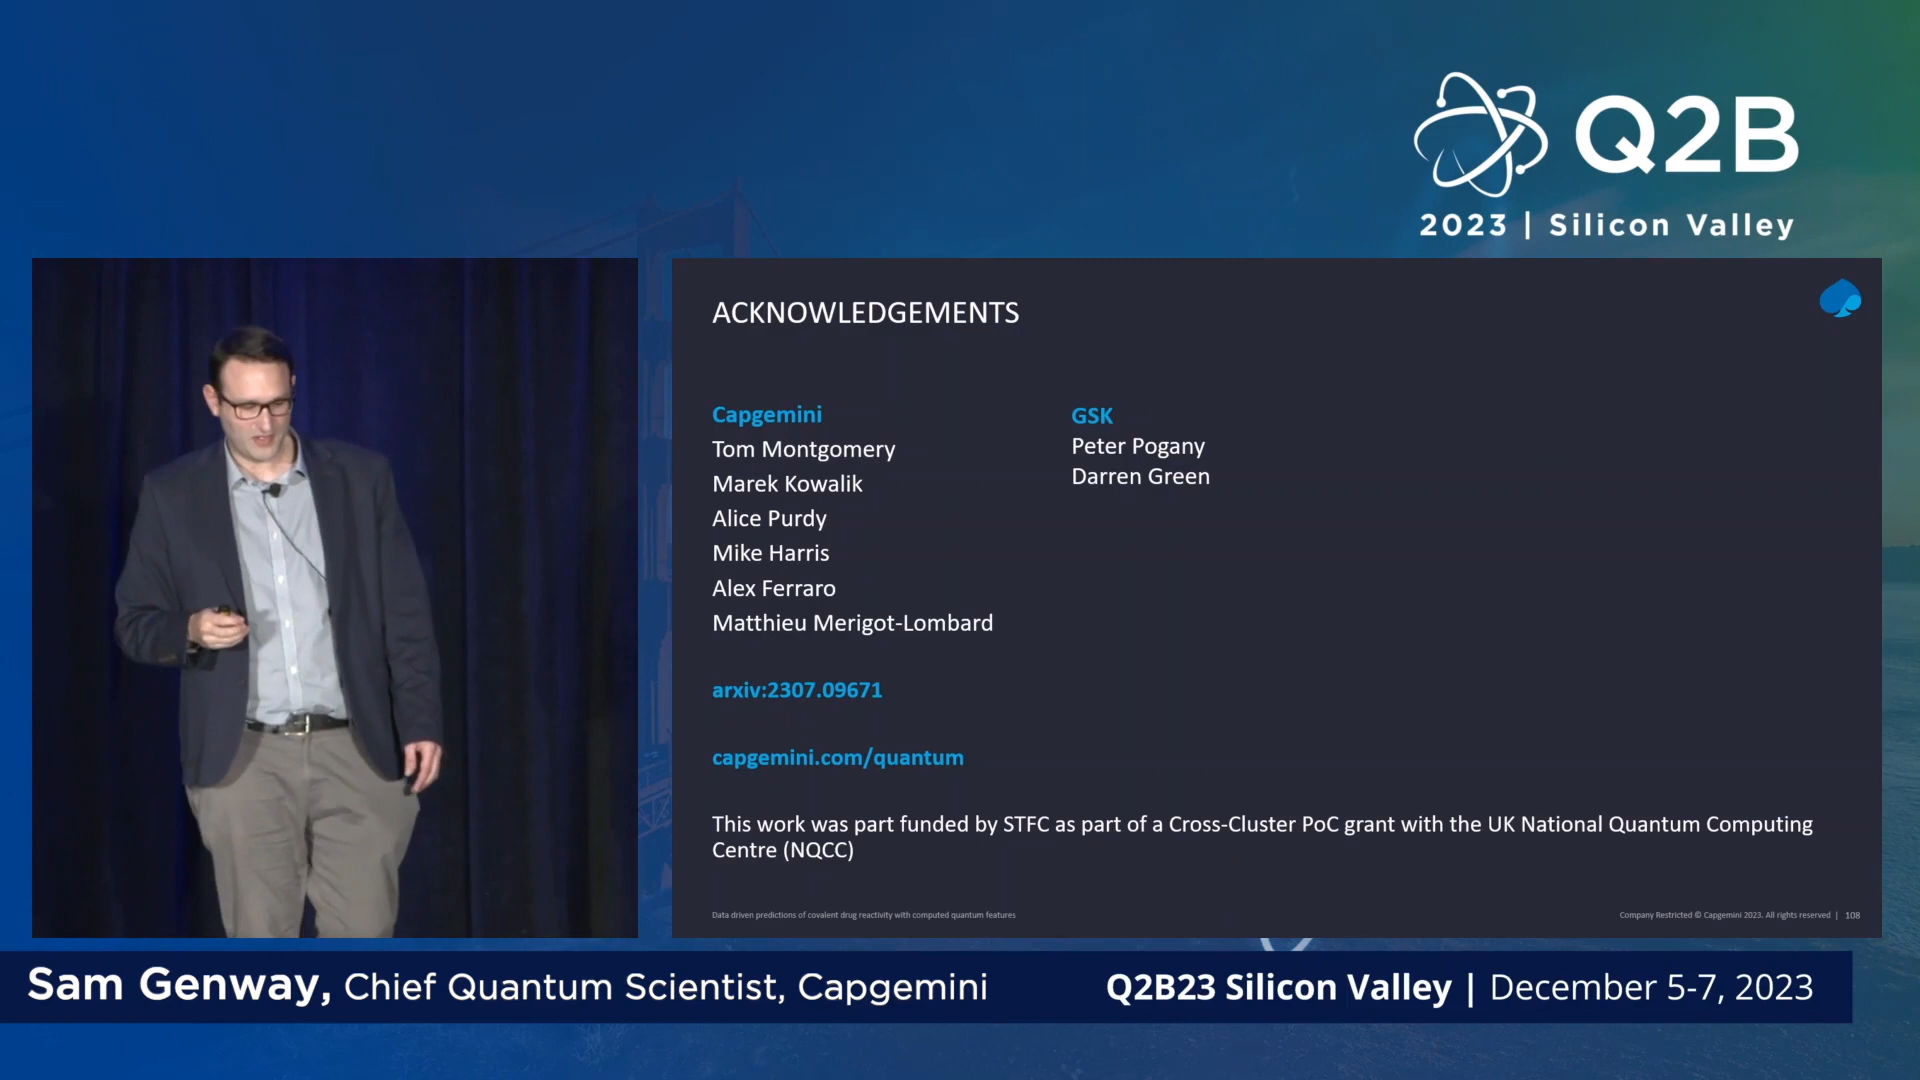 Q2B
2023 | Silicon Valley
ACKNOWLEDGEMENTS
Capgemini
Tom Montgomery
Marek Kowalik
Alice Purdy
Mike Harris
Alex Ferraro
Matthieu Merigot-Lombard
GSK
Peter Pogany
Darren Green
arxiv:2307.09671
capgemini.com/quantum
This work was part funded by STFC as part of a Cross-Cluster PoC grant with the UK National Quantum Computing
Centre (NQCC)
Data driven predictions of covalent drug reactivity with computed quantum features
Company Restricted © Capgemini 2023. All rights reserved | 108
Sam Genway, Chief Quantum Scientist, Capgemini
Q2B23 Silicon Valley | December 5-7, 2023